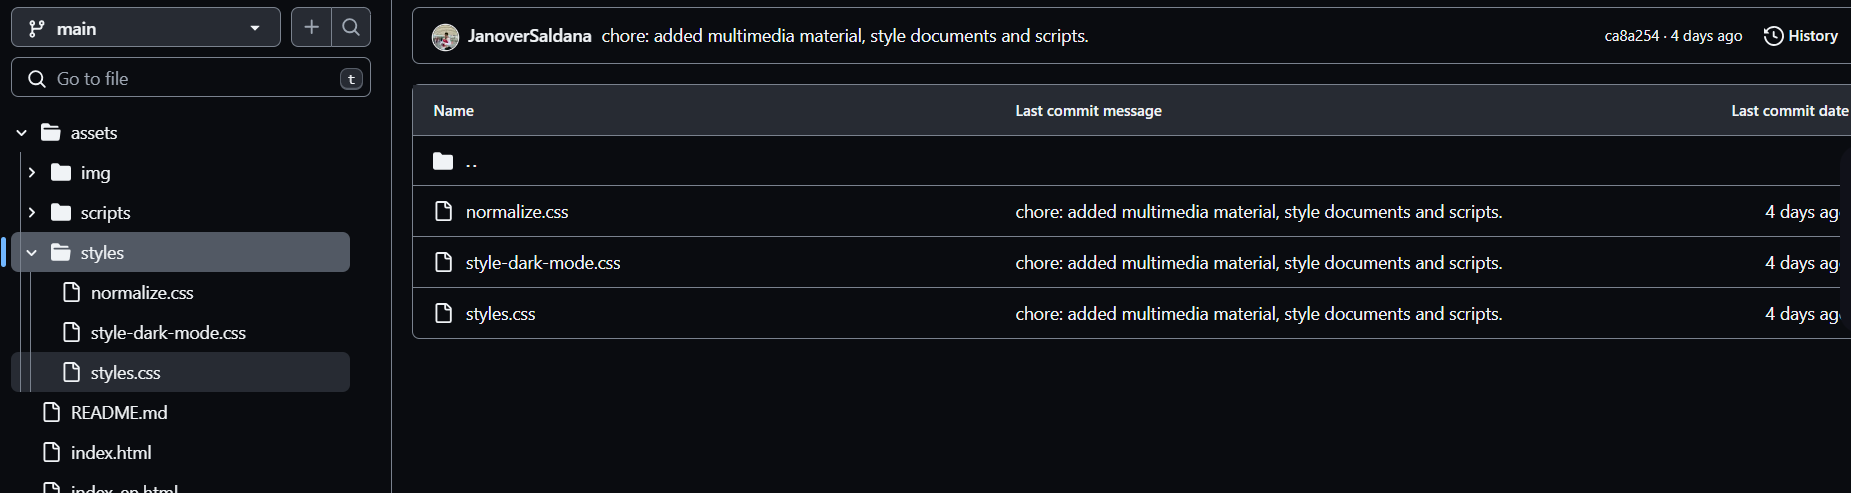 main
Go to file
t
assets
img
scripts
styles
normalize.css
style-dark-mode.css
styles.css
README.md
index.html
index_en.html
JanoverSaldana chore: added multimedia material, style documents and scripts.
ca8a254 · 4 days ago
History
Name Last commit message Last commit date
..
normalize.css chore: added multimedia material, style documents and scripts. 4 days ag
style-dark-mode.css chore: added multimedia material, style documents and scripts. 4 days ag
styles.css chore: added multimedia material, style documents and scripts. 4 days ag